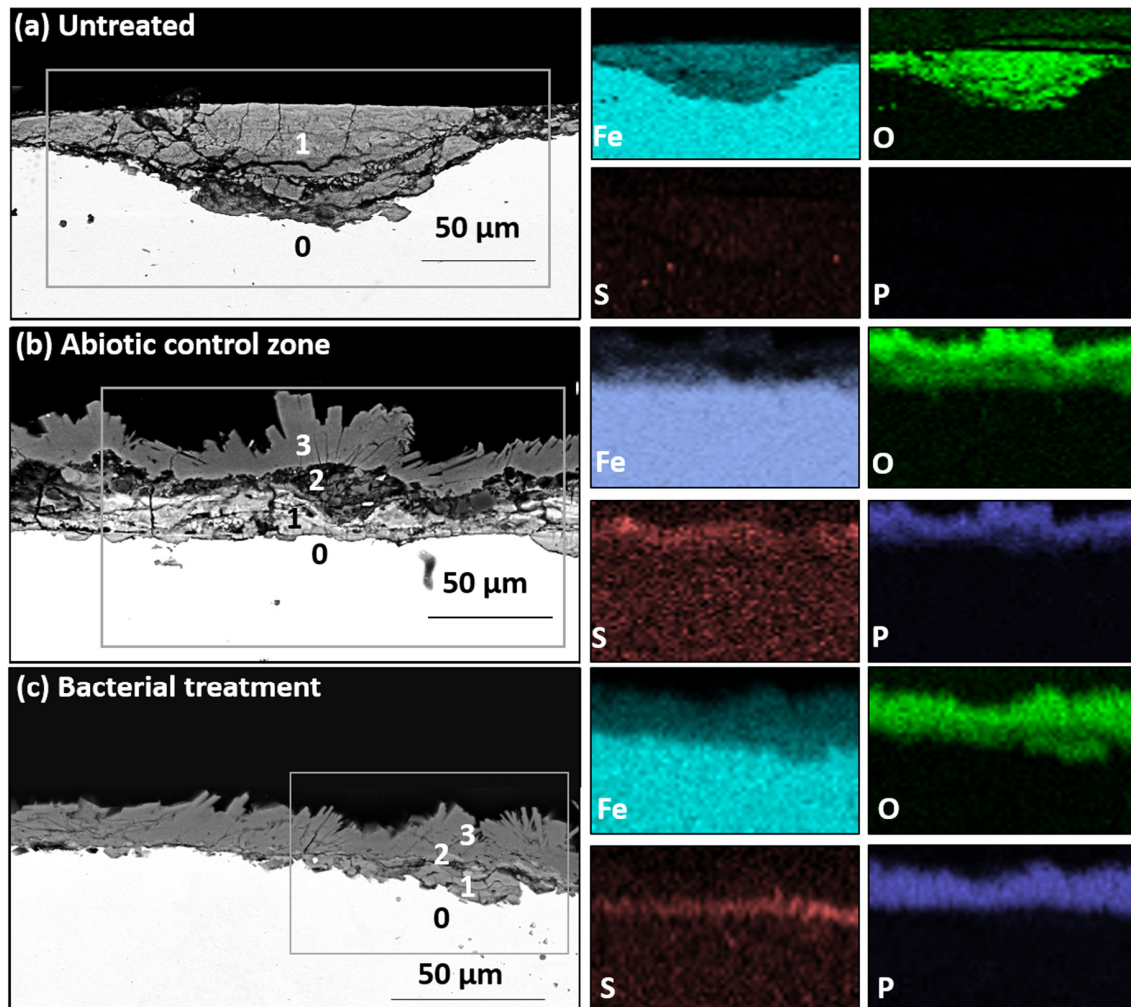 (a) Untreated
1
0
50 µm
Fe
O
S
P
(b) Abiotic control zone
3
2
1
0
50 µm
Fe
O
S
P
(c) Bacterial treatment
3
2
1
0
50 µm
Fe
O
S
P